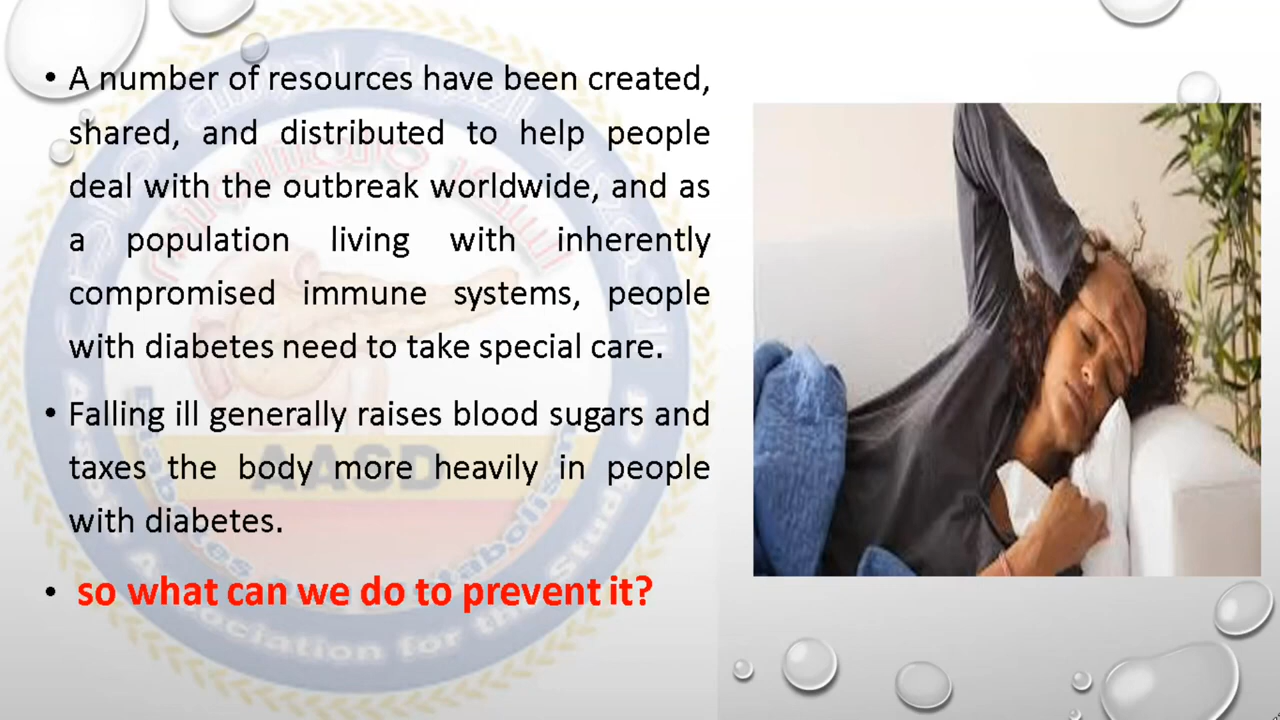 • A number of resources have been created,
shared, and distributed to help people
deal with the outbreak worldwide, and as
a population living with inherently
compromised immune systems, people
with diabetes need to take special care.
• Falling ill generally raises blood sugars and
taxes the body more heavily in people
with diabetes.
• so what can we do to prevent it?
AASD